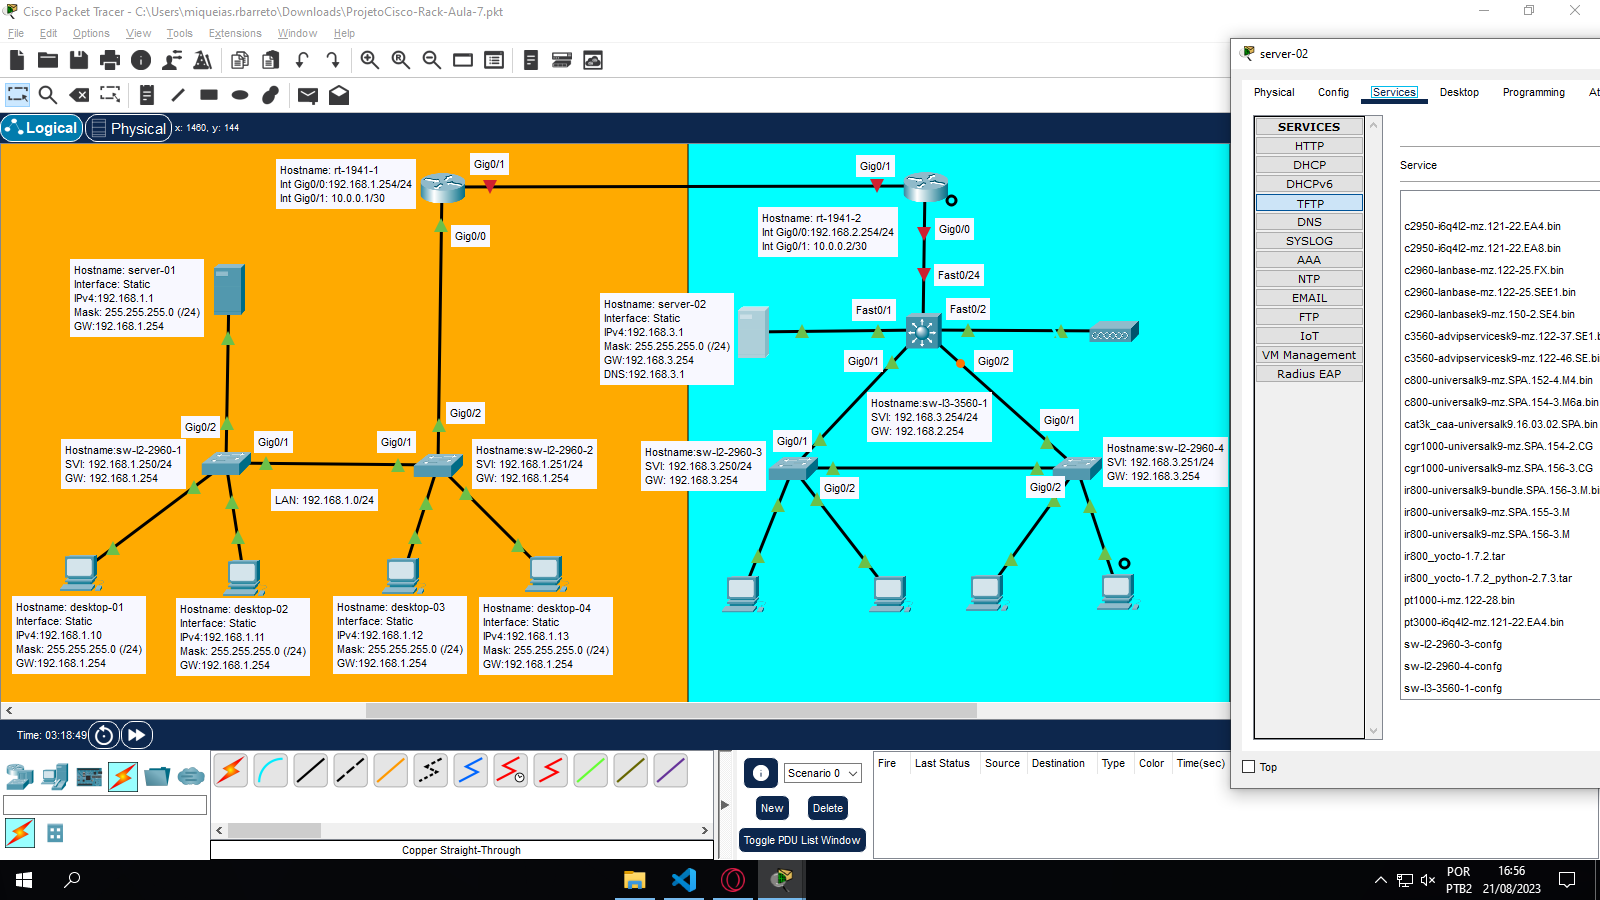 Cisco Packet Tracer - C:\Users\miqueias.rbarreto\Downloads\ProjetoCisco-Rack-Aula-7.pkt
File Edit Options View Tools Extensions Window Help
Logical Physical x: 1460, y: 144
Hostname: rt-1941-1
Int Gig0/0:192.168.1.254/24
Int Gig0/1: 10.0.0.1/30
Gig0/1
Gig0/0
Hostname: server-01
Interface: Static
IPv4:192.168.1.1
Mask: 255.255.255.0 (/24)
GW:192.168.1.254
Gig0/2
Gig0/1
Gig0/1
Gig0/2
Hostname:sw-l2-2960-1
SVI: 192.168.1.250/24
GW: 192.168.1.254
Hostname:sw-l2-2960-2
SVI: 192.168.1.251/24
GW: 192.168.1.254
LAN: 192.168.1.0/24
Hostname: desktop-01
Interface: Static
IPv4:192.168.1.10
Mask: 255.255.255.0 (/24)
GW:192.168.1.254
Hostname: desktop-02
Interface: Static
IPv4:192.168.1.11
Mask: 255.255.255.0 (/24)
GW:192.168.1.254
Hostname: desktop-03
Interface: Static
IPv4:192.168.1.12
Mask: 255.255.255.0 (/24)
GW:192.168.1.254
Hostname: desktop-04
Interface: Static
IPv4:192.168.1.13
Mask: 255.255.255.0 (/24)
GW:192.168.1.254
Gig0/1
Hostname: rt-1941-2
Int Gig0/0:192.168.2.254/24
Int Gig0/1: 10.0.0.2/30
Gig0/0
Fast0/24
Hostname: server-02
Interface: Static
IPv4:192.168.3.1
Mask: 255.255.255.0 (/24)
GW:192.168.3.254
DNS:192.168.3.1
Fast0/1
Fast0/2
Gig0/1
Gig0/2
Hostname:sw-l3-3560-1
SVI: 192.168.3.254/24
GW: 192.168.2.254
Gig0/1
Gig0/1
Hostname:sw-l2-2960-3
SVI: 192.168.3.250/24
GW: 192.168.3.254
Hostname:sw-l2-2960-4
SVI: 192.168.3.251/24
GW: 192.168.3.254
Gig0/2
Gig0/2
server-02
Physical Config Services Desktop Programming At
SERVICES
HTTP
DHCP
DHCPv6
TFTP
DNS
SYSLOG
AAA
NTP
EMAIL
FTP
IoT
VM Management
Radius EAP
Service
c2950-i6q4l2-mz.121-22.EA4.bin
c2950-i6q4l2-mz.121-22.EA8.bin
c2960-lanbase-mz.122-25.FX.bin
c2960-lanbase-mz.122-25.SEE1.bin
c2960-lanbasek9-mz.150-2.SE4.bin
c3560-advipservicesk9-mz.122-37.SE1.b
c3560-advipservicesk9-mz.122-46.SE.bi
c800-universalk9-mz.SPA.152-4.M4.bin
c800-universalk9-mz.SPA.154-3.M6a.bin
cat3k_caa-universalk9.16.03.02.SPA.bin
cgr1000-universalk9-mz.SPA.154-2.CG
cgr1000-universalk9-mz.SPA.156-3.CG
ir800-universalk9-bundle.SPA.156-3.M.bi
ir800-universalk9-mz.SPA.155-3.M
ir800-universalk9-mz.SPA.156-3.M
ir800_yocto-1.7.2.tar
ir800_yocto-1.7.2_python-2.7.3.tar
pt1000-i-mz.122-28.bin
pt3000-i6q4l2-mz.121-22.EA4.bin
sw-l2-2960-3-confg
sw-l2-2960-4-confg
sw-l3-3560-1-confg
Top
Time: 03:18:49
Copper Straight-Through
Scenario 0
New Delete
Toggle PDU List Window
Fire Last Status Source Destination Type Color Time(sec)
POR
PTB2
16:56
21/08/2023